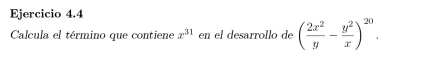 Ejercicio 4.4
Calcula el término que contiene $x^{31}$ en el desarrollo de $\left(\frac{2x^2}{y} - \frac{y^2}{x}\right)^{20}$.